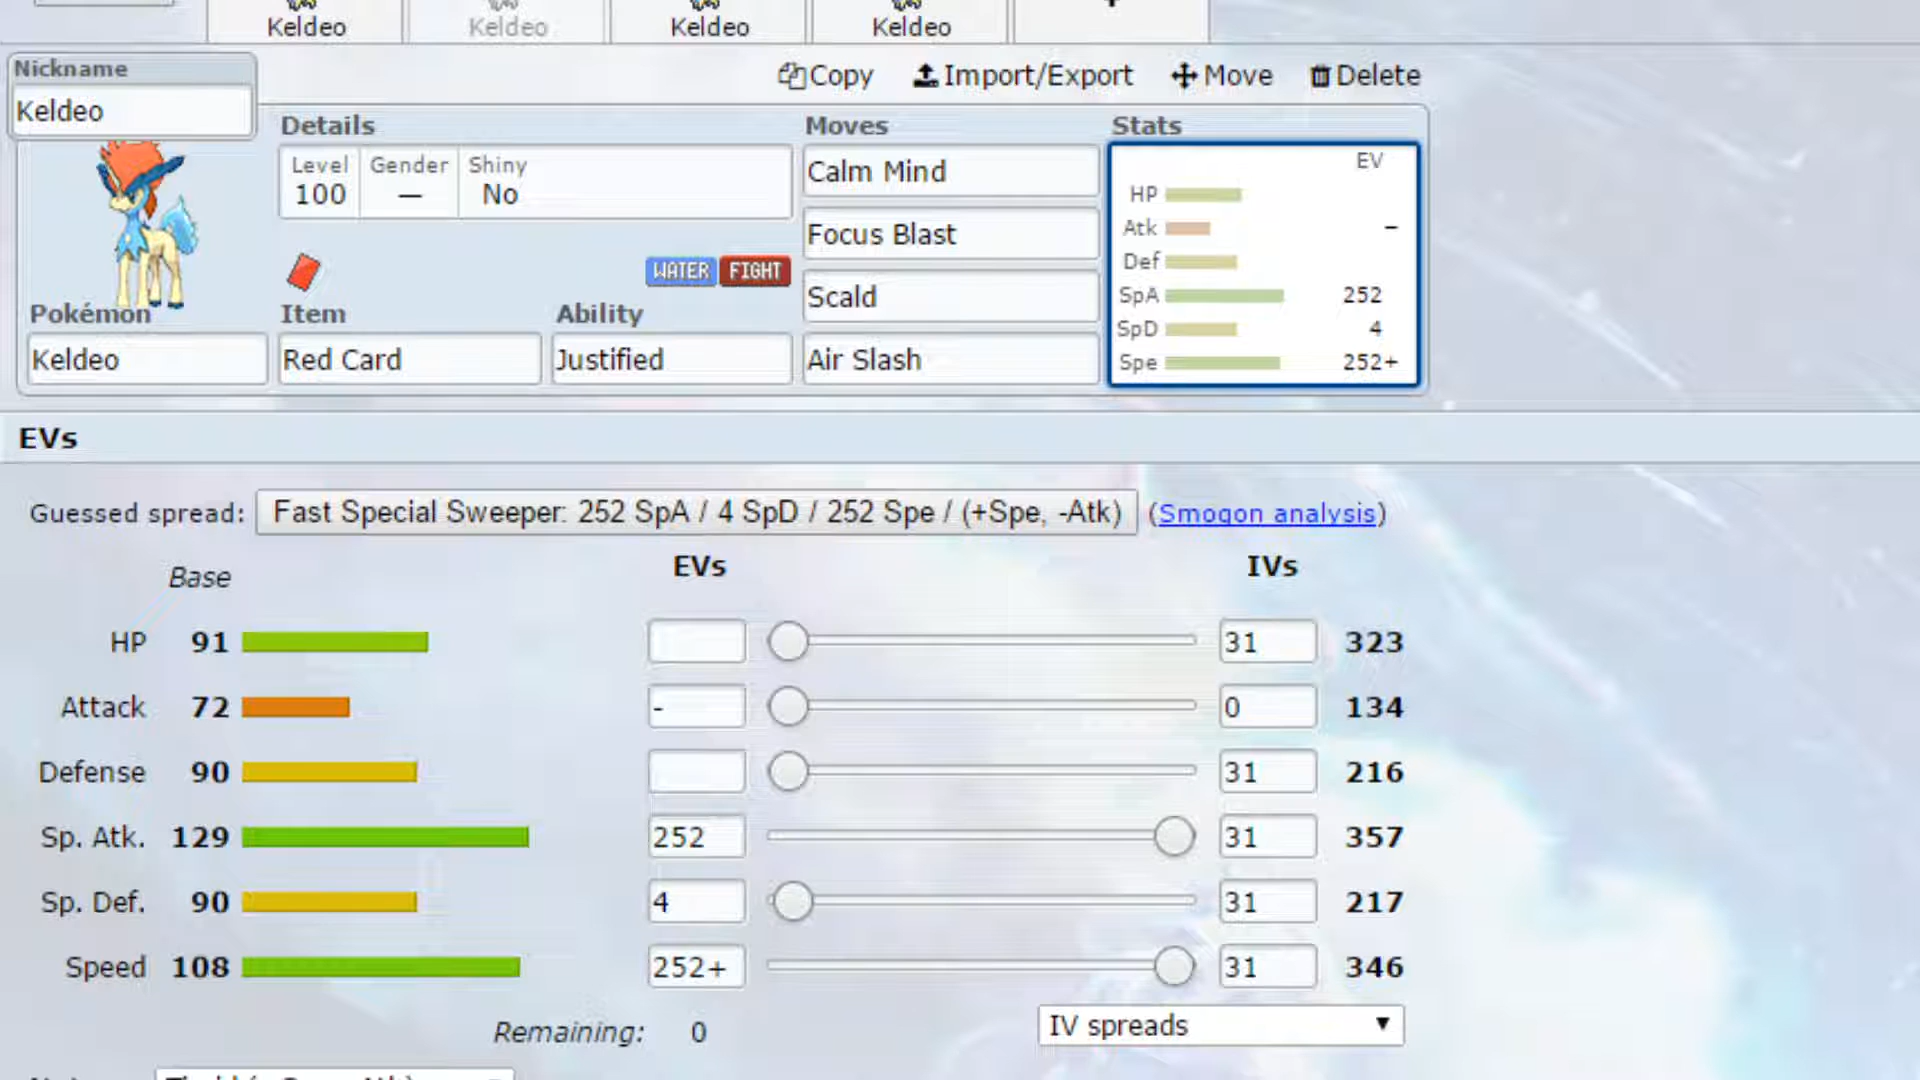 Keldeo Keldeo Keldeo Keldeo
Nickname
Keldeo
Copy Import/Export Move Delete
Details Moves Stats
Level Gender Shiny
100 — No
Calm Mind
Focus Blast
Scald
Air Slash
EV
HP
Atk –
Def
SpA 252
SpD 4
Spe 252+
WATER FIGHT
Pokémon Item Ability
Keldeo Red Card Justified
EVs
Guessed spread: Fast Special Sweeper: 252 SpA / 4 SpD / 252 Spe / (+Spe, -Atk) (Smogon analysis)
Base EVs IVs
HP 91 31 323
Attack 72 - 0 134
Defense 90 31 216
Sp. Atk. 129 252 31 357
Sp. Def. 90 4 31 217
Speed 108 252+ 31 346
Remaining: 0
IV spreads